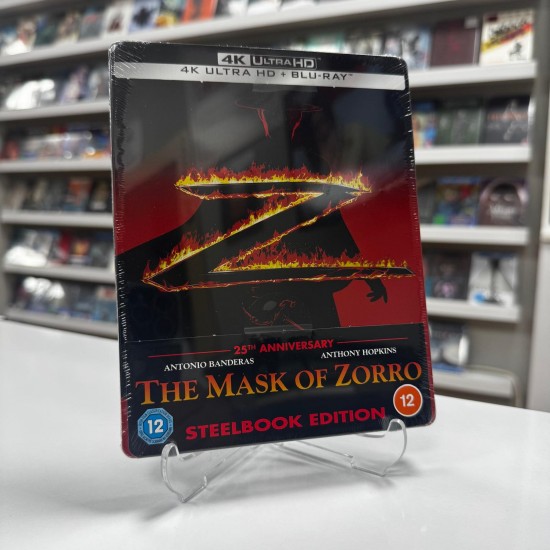 4K ULTRA HD
4K ULTRA HD + BLU-RAY™
Z
25TH ANNIVERSARY
ANTONIO BANDERAS ANTHONY HOPKINS
THE MASK OF ZORRO
12 STEELBOOK EDITION 12